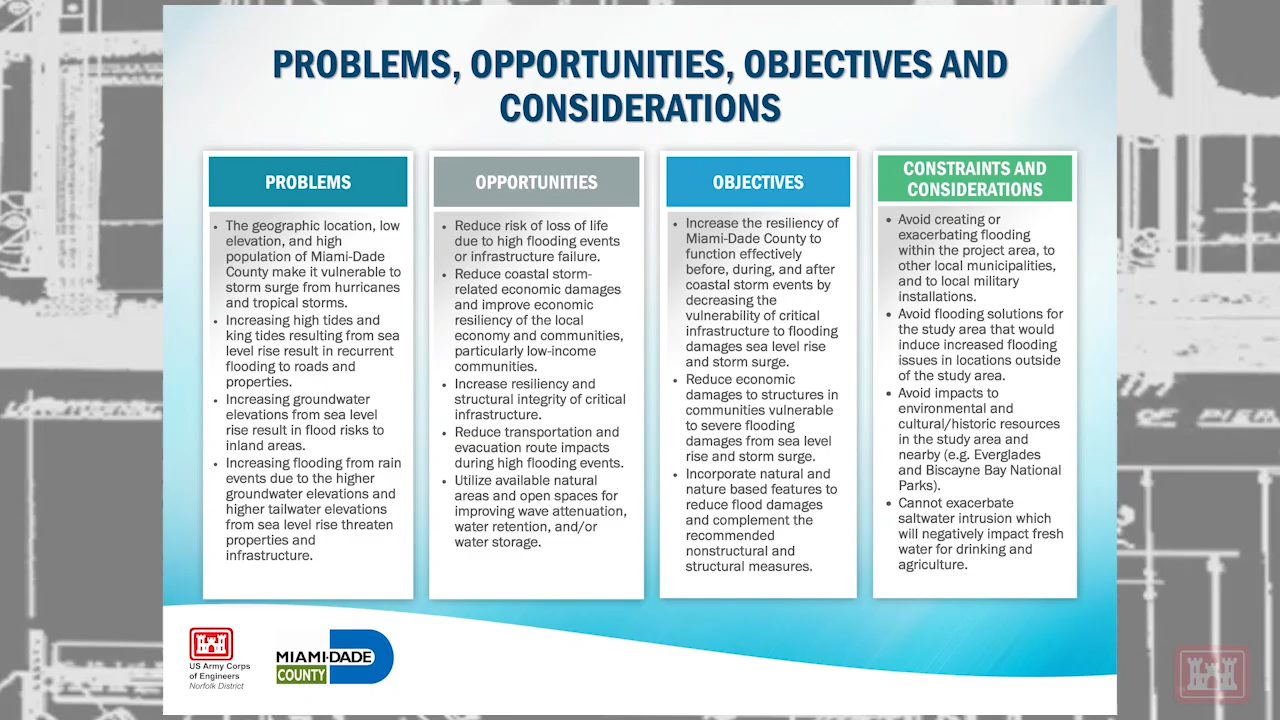 PROBLEMS, OPPORTUNITIES, OBJECTIVES AND
CONSIDERATIONS
PROBLEMS
• The geographic location, low
elevation, and high
population of Miami-Dade
County make it vulnerable to
storm surge from hurricanes
and tropical storms.
• Increasing high tides and
king tides resulting from sea
level rise result in recurrent
flooding to roads and
properties.
• Increasing groundwater
elevations from sea level
rise result in flood risks to
inland areas.
• Increasing flooding from rain
events due to the higher
groundwater elevations and
higher tailwater elevations
from sea level rise threaten
properties and
infrastructure.
OPPORTUNITIES
• Reduce risk of loss of life
due to high flooding events
or infrastructure failure.
• Reduce coastal storm-
related economic damages
and improve economic
resiliency of the local
economy and communities,
particularly low-income
communities.
• Increase resiliency and
structural integrity of critical
infrastructure.
• Reduce transportation and
evacuation route impacts
during high flooding events.
• Utilize available natural
areas and open spaces for
improving wave attenuation,
water retention, and/or
water storage.
OBJECTIVES
• Increase the resiliency of
Miami-Dade County to
function effectively
before, during, and after
coastal storm events by
decreasing the
vulnerability of critical
infrastructure to flooding
damages sea level rise
and storm surge.
• Reduce economic
damages to structures in
communities vulnerable
to severe flooding
damages from sea level
rise and storm surge.
• Incorporate natural and
nature based features to
reduce flood damages
and complement the
recommended
nonstructural and
structural measures.
CONSTRAINTS AND
CONSIDERATIONS
• Avoid creating or
exacerbating flooding
within the project area, to
other local municipalities,
and to local military
installations.
• Avoid flooding solutions for
the study area that would
induce increased flooding
issues in locations outside
of the study area.
• Avoid impacts to
environmental and
cultural/historic resources
in the study area and
nearby (e.g. Everglades
and Biscayne Bay National
Parks).
• Cannot exacerbate
saltwater intrusion which
will negatively impact fresh
water for drinking and
agriculture.
US Army Corps
of Engineers
Norfolk District
MIAMI-DADE
COUNTY
OF PIER